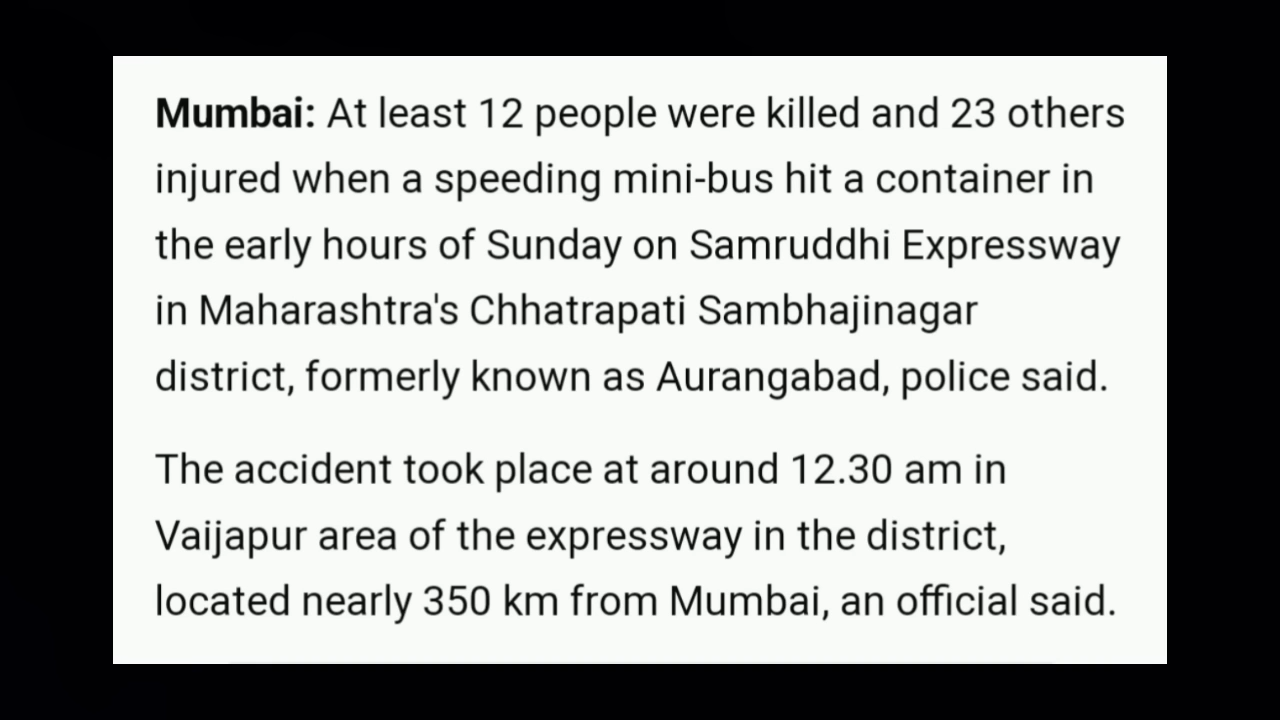 Mumbai: At least 12 people were killed and 23 others
injured when a speeding mini-bus hit a container in
the early hours of Sunday on Samruddhi Expressway
in Maharashtra's Chhatrapati Sambhajinagar
district, formerly known as Aurangabad, police said.
The accident took place at around 12.30 am in
Vaijapur area of the expressway in the district,
located nearly 350 km from Mumbai, an official said.